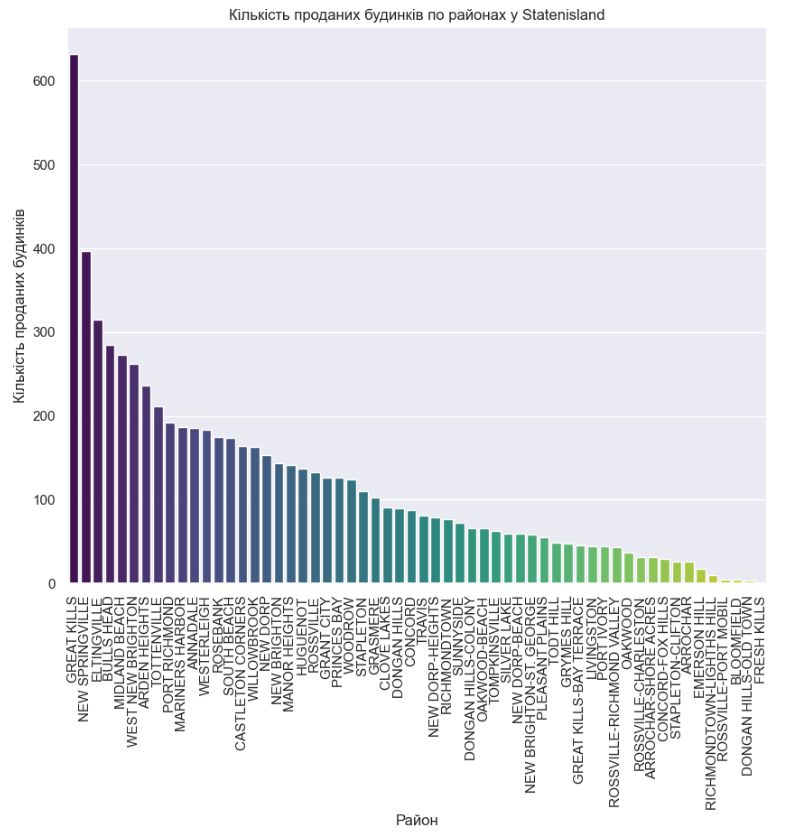 Кількість проданих будинків по районах у Statenisland
Кількість проданих будинків
600
500
400
300
200
100
0
GREAT KILLS
NEW SPRINGVILLE
ELTINGVILLE
BULLS HEAD
MIDLAND BEACH
WEST NEW BRIGHTON
ARDEN HEIGHTS
TOTTENVILLE
PORT RICHMOND
MARINERS HARBOR
ANNADALE
WESTERLEIGH
ROSEBANK
SOUTH BEACH
CASTLETON CORNERS
WILLOWBROOK
NEW DORP
NEW BRIGHTON
MANOR HEIGHTS
HUGUENOT
ROSSVILLE
GRANT CITY
PRINCES BAY
WOODROW
STAPLETON
GRASMERE
CLOVE LAKES
DONGAN HILLS
CONCORD
TRAVIS
NEW DORP-HEIGHTS
RICHMONDTOWN
SUNNYSIDE
DONGAN HILLS-COLONY
OAKWOOD-BEACH
TOMPKINSVILLE
SILVER LAKE
NEW DORP-BEACH
NEW BRIGHTON-ST. GEORGE
PLEASANT PLAINS
TODT HILL
GRYMES HILL
GREAT KILLS-BAY TERRACE
LIVINGSTON
PORT IVORY
ROSSVILLE-RICHMOND VALLEY
OAKWOOD
ROSSVILLE-CHARLESTON
ARROCHAR-SHORE ACRES
CONCORD-FOX HILLS
STAPLETON-CLIFTON
ARROCHAR
EMERSON HILL
RICHMONDTOWN-LIGHTHS HILL
ROSSVILLE-PORT MOBIL
BLOOMFIELD
DONGAN HILLS-OLD TOWN
FRESH KILLS
Район